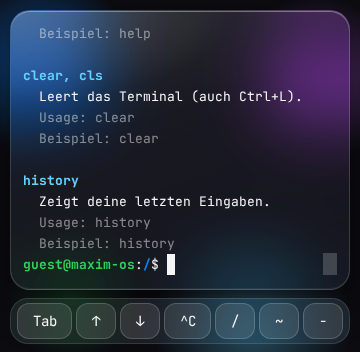 Beispiel: help
clear, cls
Leert das Terminal (auch Ctrl+L).
Usage: clear
Beispiel: clear
history
Zeigt deine letzten Eingaben.
Usage: history
Beispiel: history
guest@maxim-os:/$
Tab ↑ ↓ ^C / ~ -